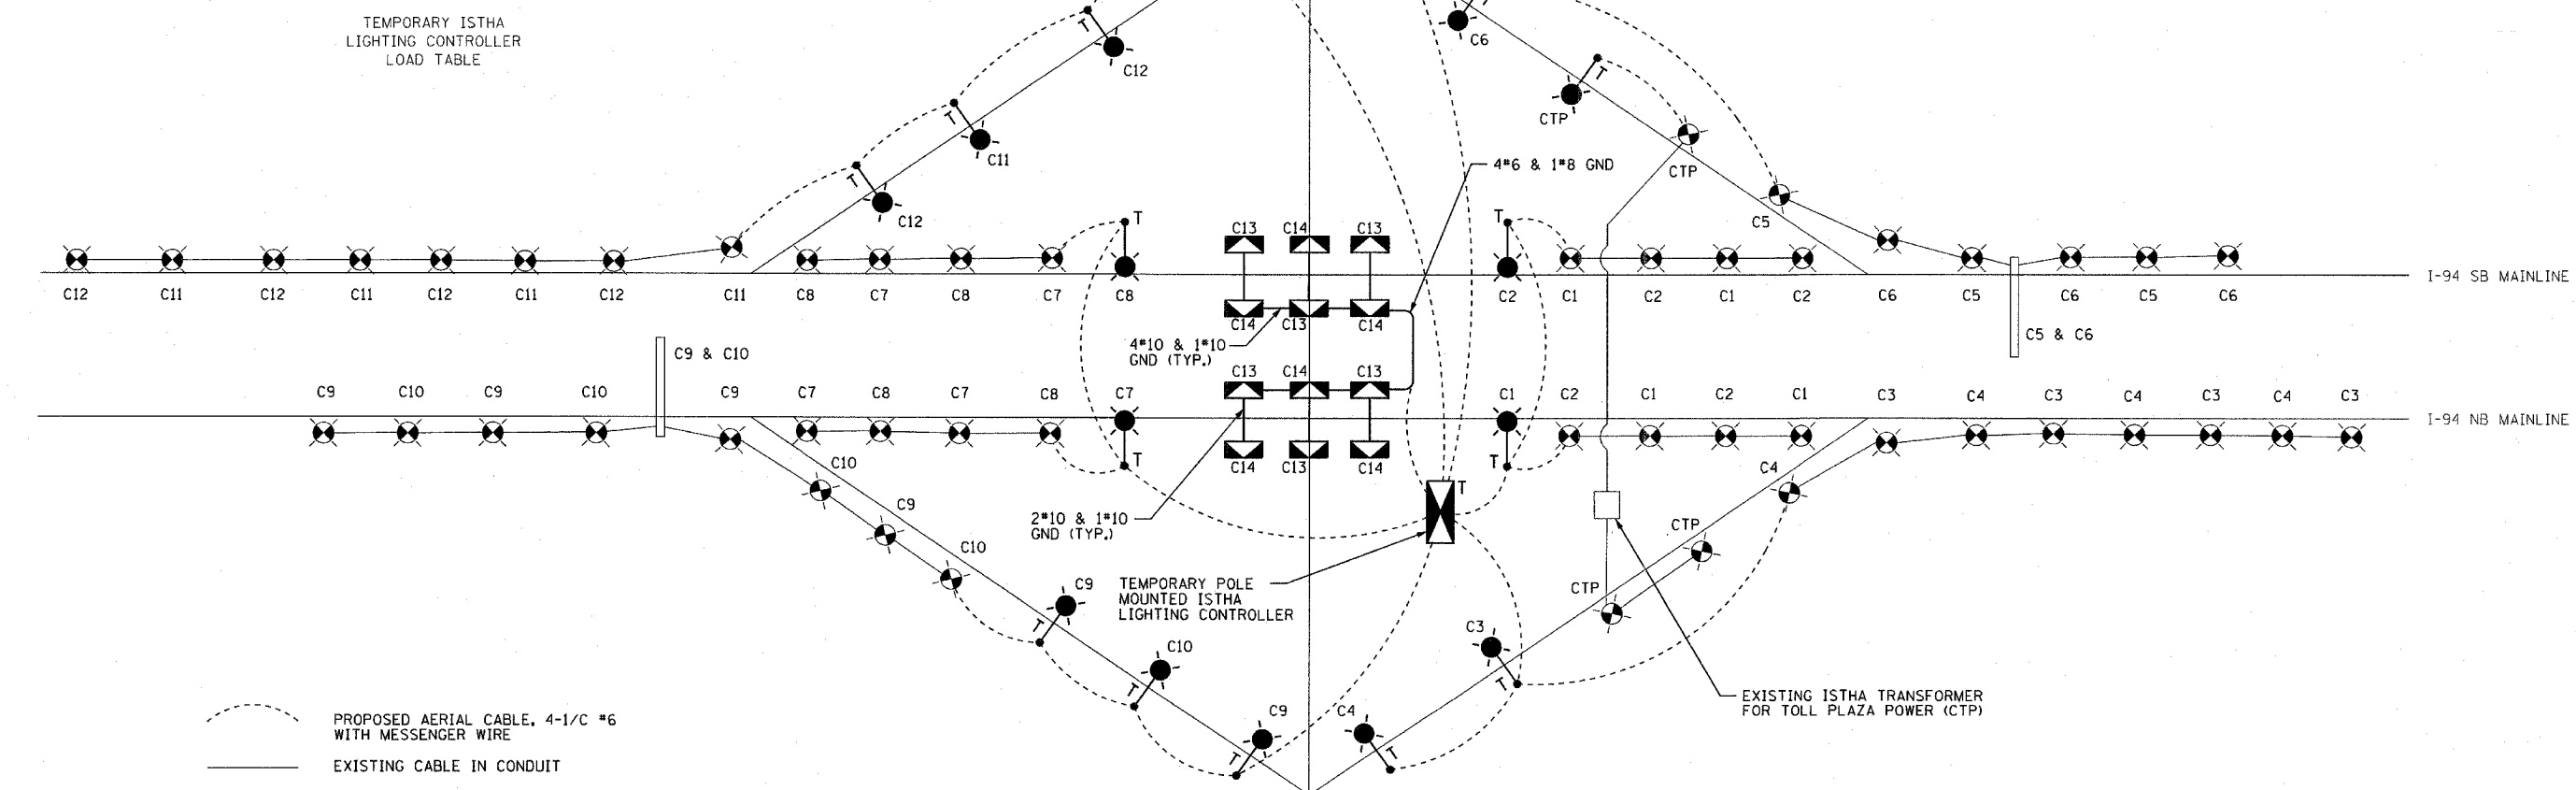 TEMPORARY ISTHA
LIGHTING CONTROLLER
LOAD TABLE
T
C12
T
C11
T
C12
C6
T
CTP
CTP
C5
4#6 & 1#8 GND
T
C13 C14 C13
T
C12 C11 C12 C11 C12 C11 C12 C11 C8 C7 C8 C7 C8
C2 C1 C2 C1 C2 C6 C5 C6 C5 C6
I-94 SB MAINLINE
C14 C13 C14
4#10 & 1#10
GND (TYP.)
C9 & C10
C5 & C6
C9 C10 C9 C10 C9 C7 C8 C7 C8 C7
C13 C14 C13
C1 C2 C1 C2 C1 C3 C4 C3 C4 C3 C4 C3
I-94 NB MAINLINE
T
C14 C13 C14
T
C10
C9
C10
T
C4
CTP
CTP
2#10 & 1#10
GND (TYP.)
TEMPORARY POLE
MOUNTED ISTHA
LIGHTING CONTROLLER
C9
T
C10
T
C9
T
C4
T
C3
T
EXISTING ISTHA TRANSFORMER
FOR TOLL PLAZA POWER (CTP)
PROPOSED AERIAL CABLE, 4-1/C #6
WITH MESSENGER WIRE
EXISTING CABLE IN CONDUIT